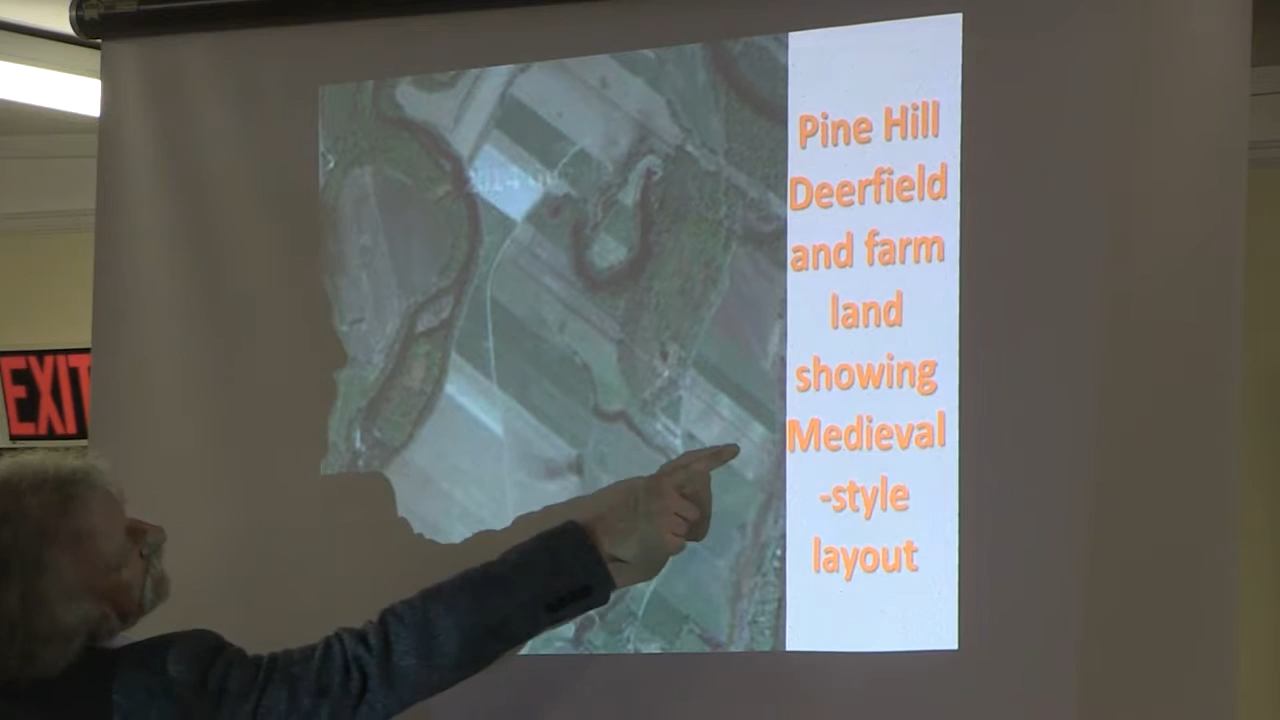 Pine Hill
Deerfield
and farm
land
showing
Medieval
-style
layout
EXIT